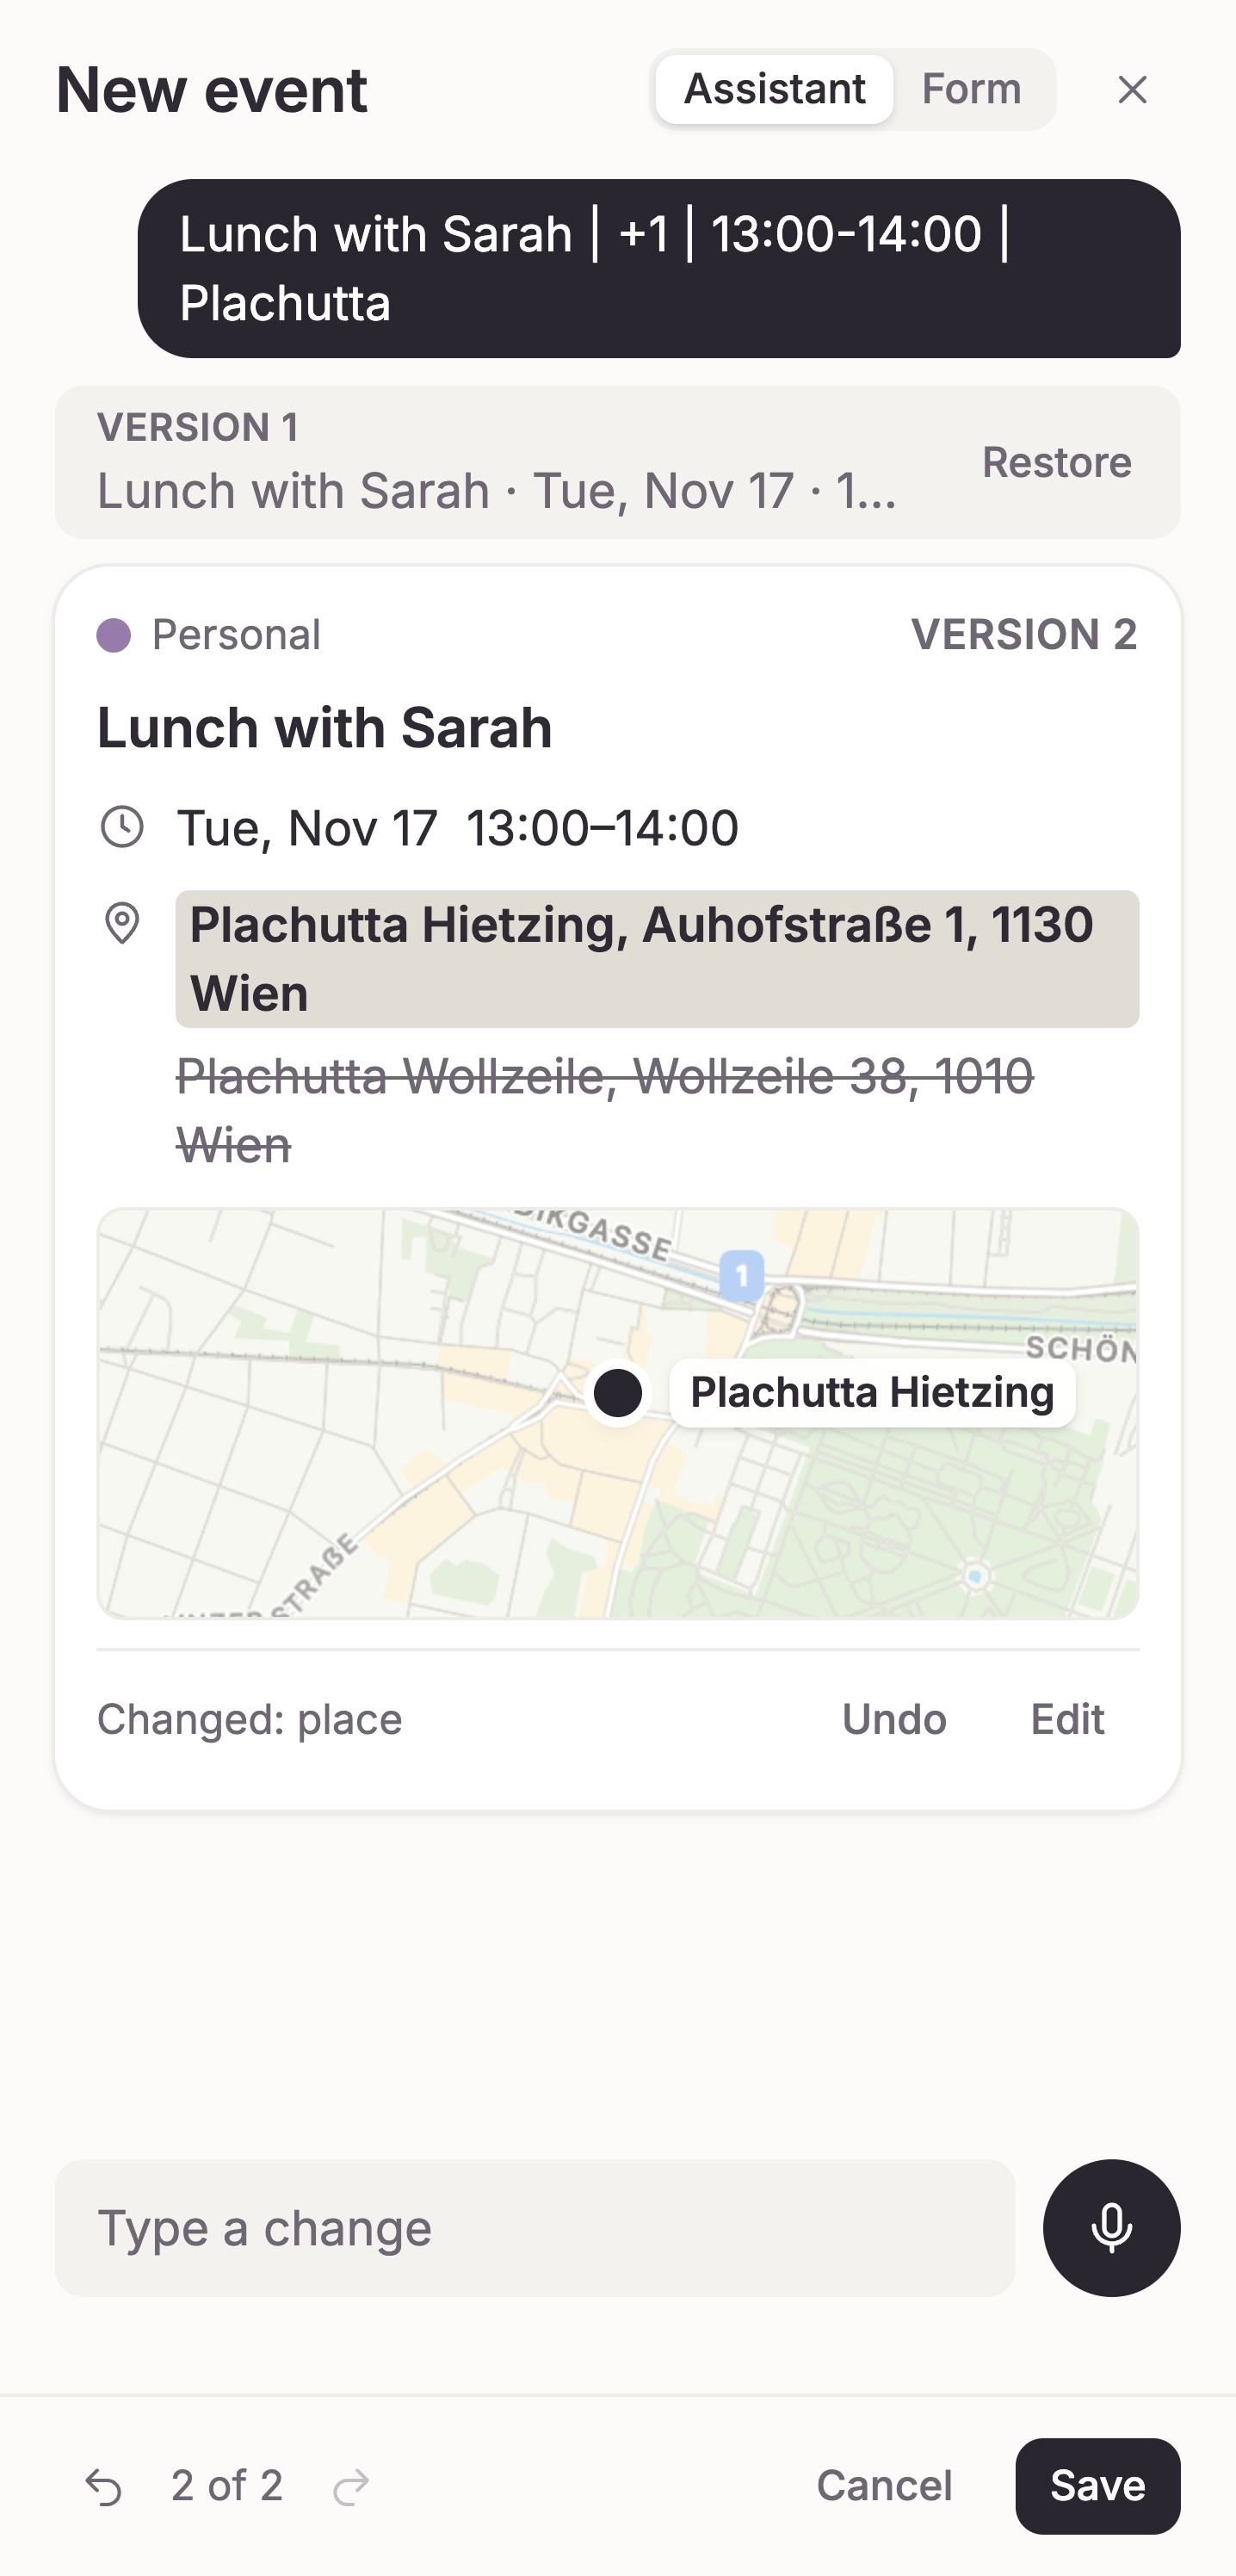 New event
Assistant
Form
Lunch with Sarah | +1 | 13:00-14:00 |
Plachutta
VERSION 1
Lunch with Sarah · Tue, Nov 17 · 1...
Restore
Personal
VERSION 2
Lunch with Sarah
Tue, Nov 17 13:00–14:00
Plachutta Hietzing, Auhofstraße 1, 1130
Wien
Plachutta Wollzeile, Wollzeile 38, 1010
Wien
1
SCHÖN
Plachutta Hietzing
STRAßE
Changed: place
Undo
Edit
Type a change
2 of 2
Cancel
Save